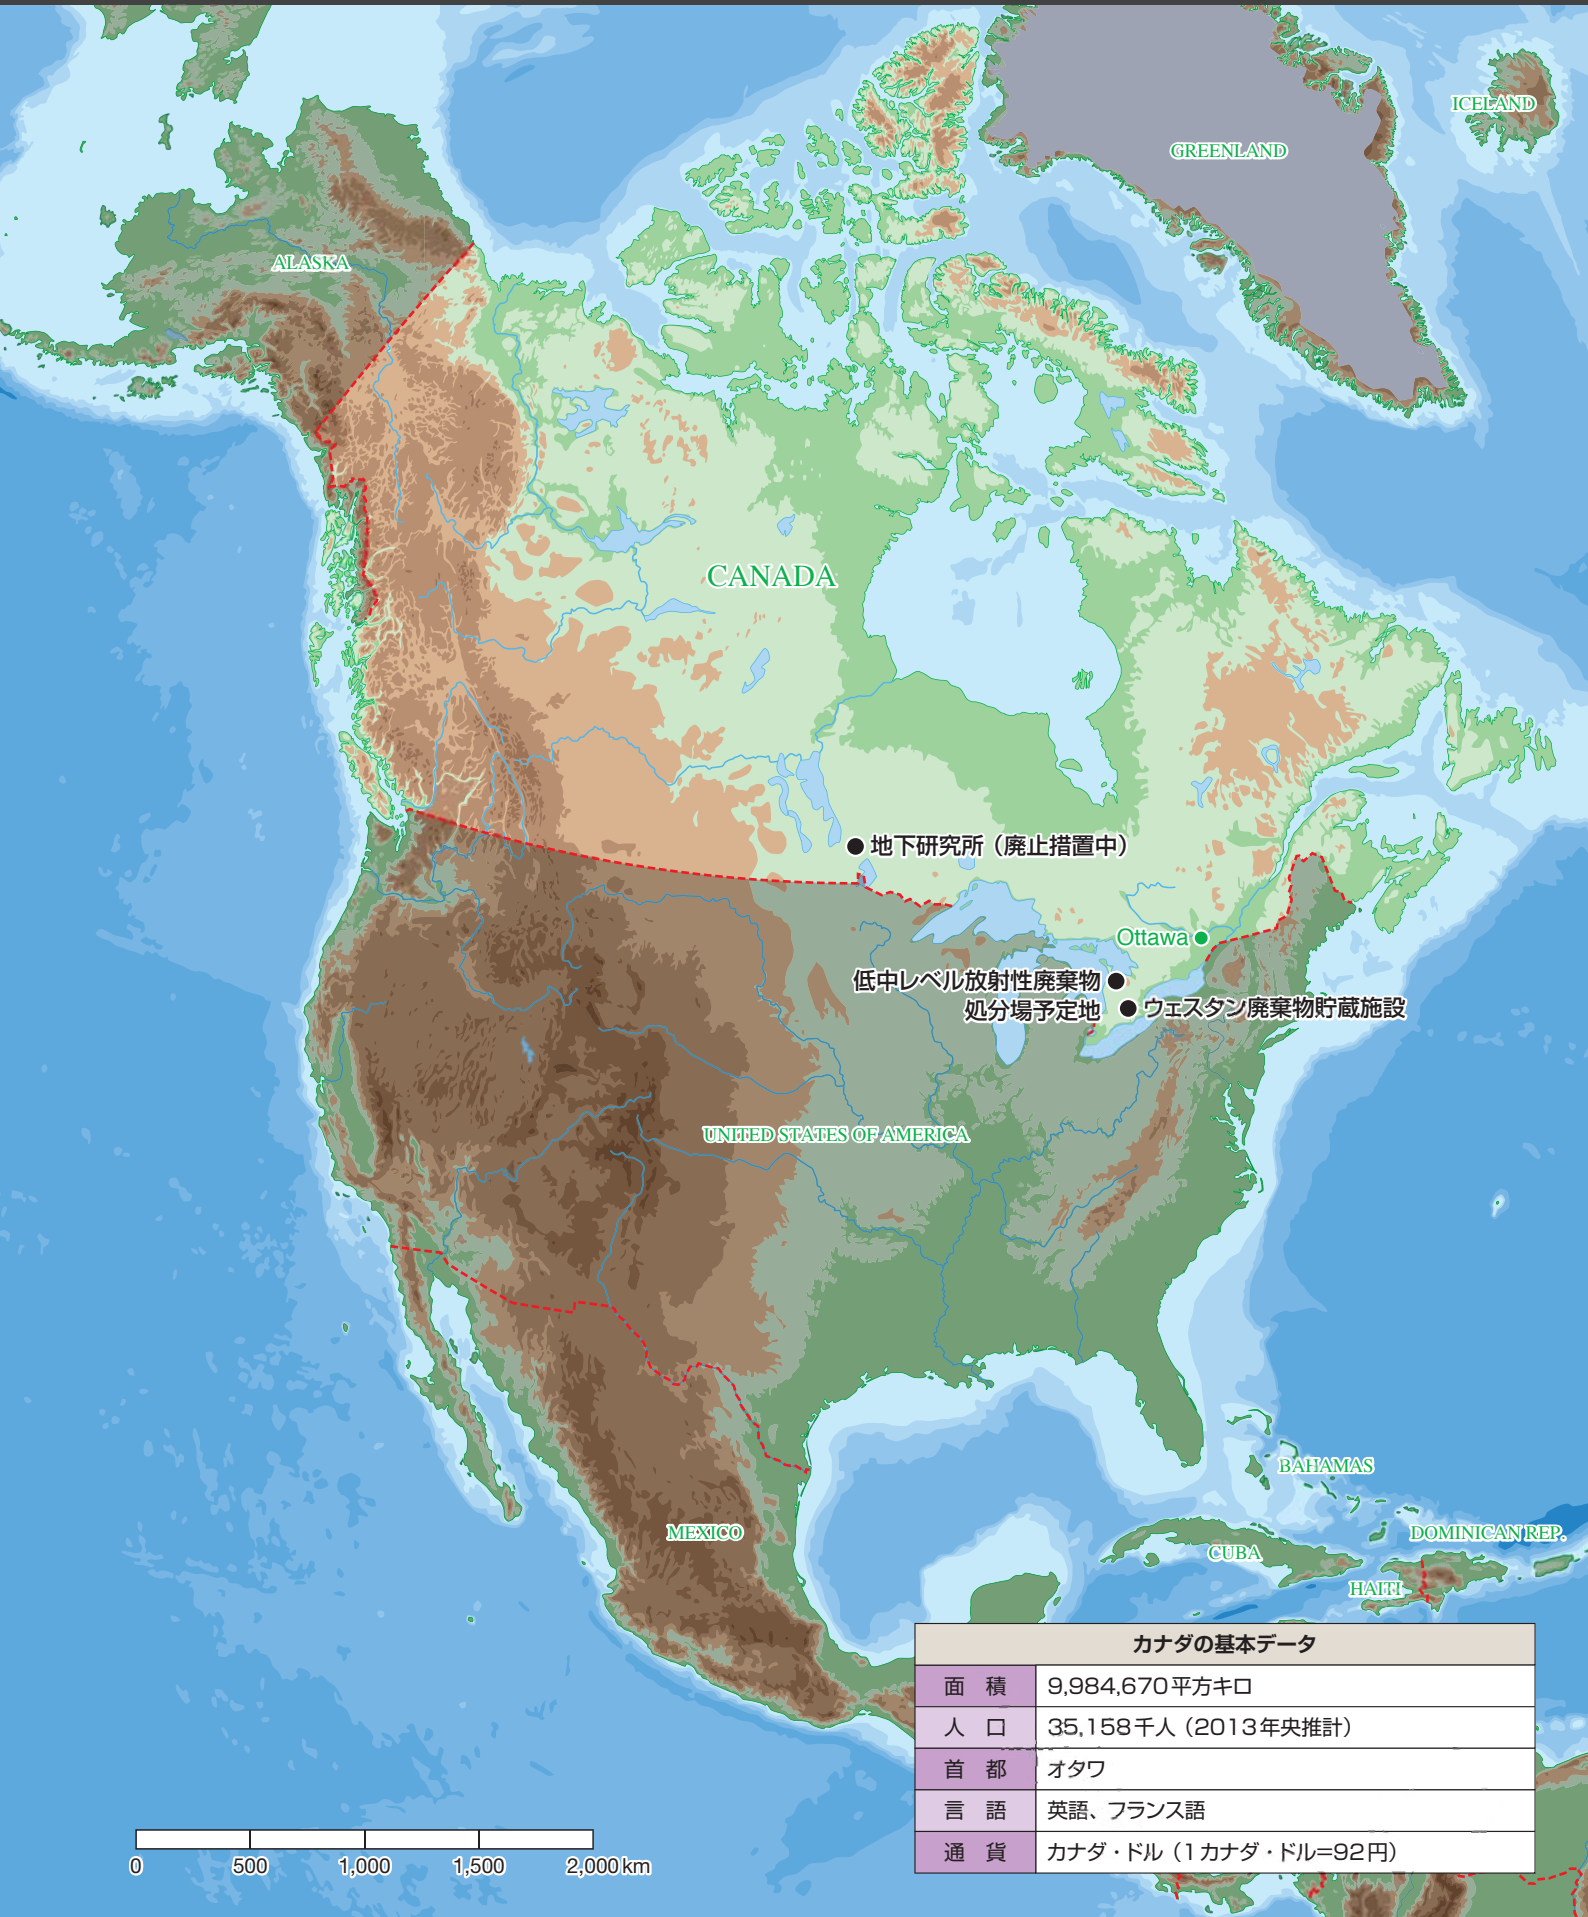 ICELAND
GREENLAND
ALASKA
CANADA
地下研究所（廃止措置中）
Ottawa
低中レベル放射性廃棄物
処分場予定地
ウェスタン廃棄物貯蔵施設
UNITED STATES OF AMERICA
BAHAMAS
MEXICO
DOMINICAN REP.
CUBA
HAITI
カナダの基本データ
面 積 9,984,670平方キロ
人 口 35,158千人（2013年央推計）
首 都 オタワ
言 語 英語、フランス語
通 貨 カナダ・ドル（1カナダ・ドル=92円）
0 500 1,000 1,500 2,000km